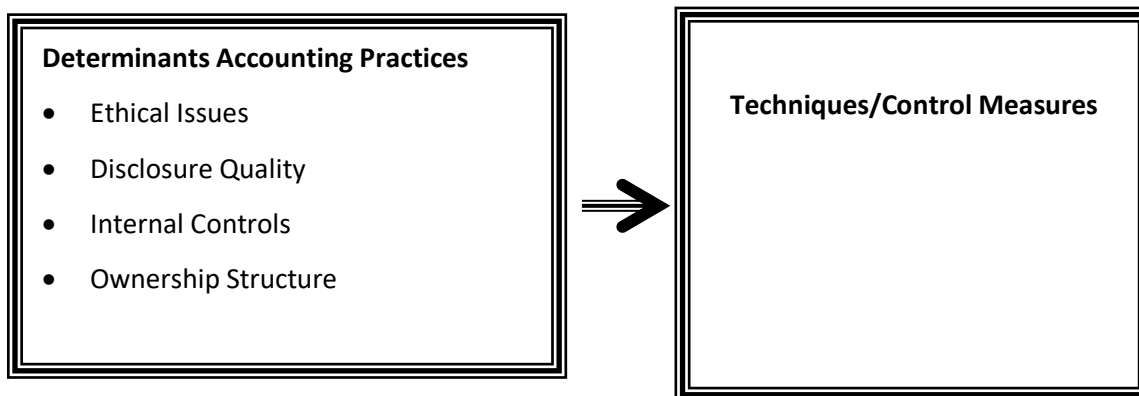 Determinants Accounting Practices
• Ethical Issues
• Disclosure Quality
• Internal Controls
• Ownership Structure
Techniques/Control Measures